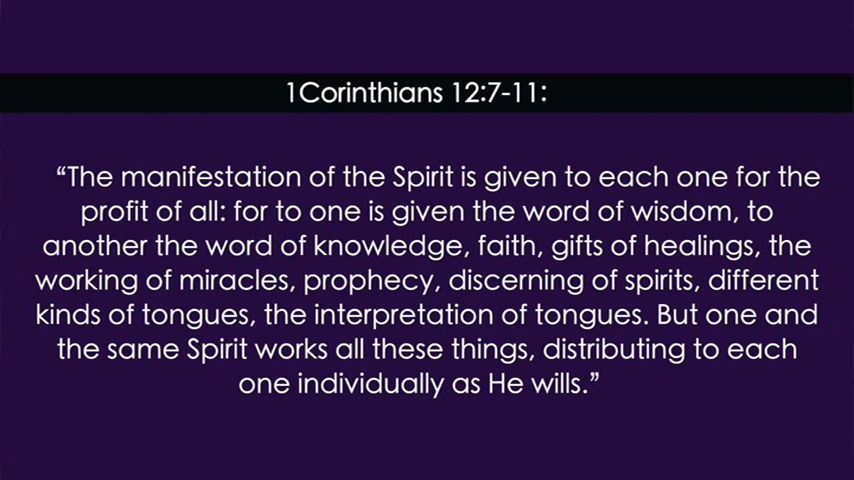 1Corinthians 12:7-11:
“The manifestation of the Spirit is given to each one for the
profit of all: for to one is given the word of wisdom, to
another the word of knowledge, faith, gifts of healings, the
working of miracles, prophecy, discerning of spirits, different
kinds of tongues, the interpretation of tongues. But one and
the same Spirit works all these things, distributing to each
one individually as He wills.”